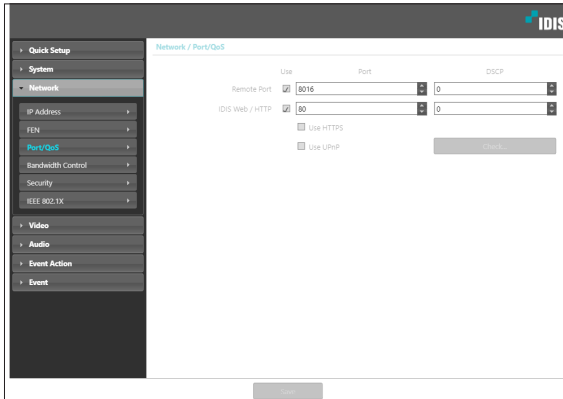 IDIS
Quick Setup
System
Network
IP Address
FEN
Port/QoS
Bandwidth Control
Security
IEEE 802.1X
Video
Audio
Event Action
Event
Network / Port/QoS
Use Port DSCP
Remote Port 8016 0
IDIS Web / HTTP 80 0
Use HTTPS
Use UPnP Check...
Save